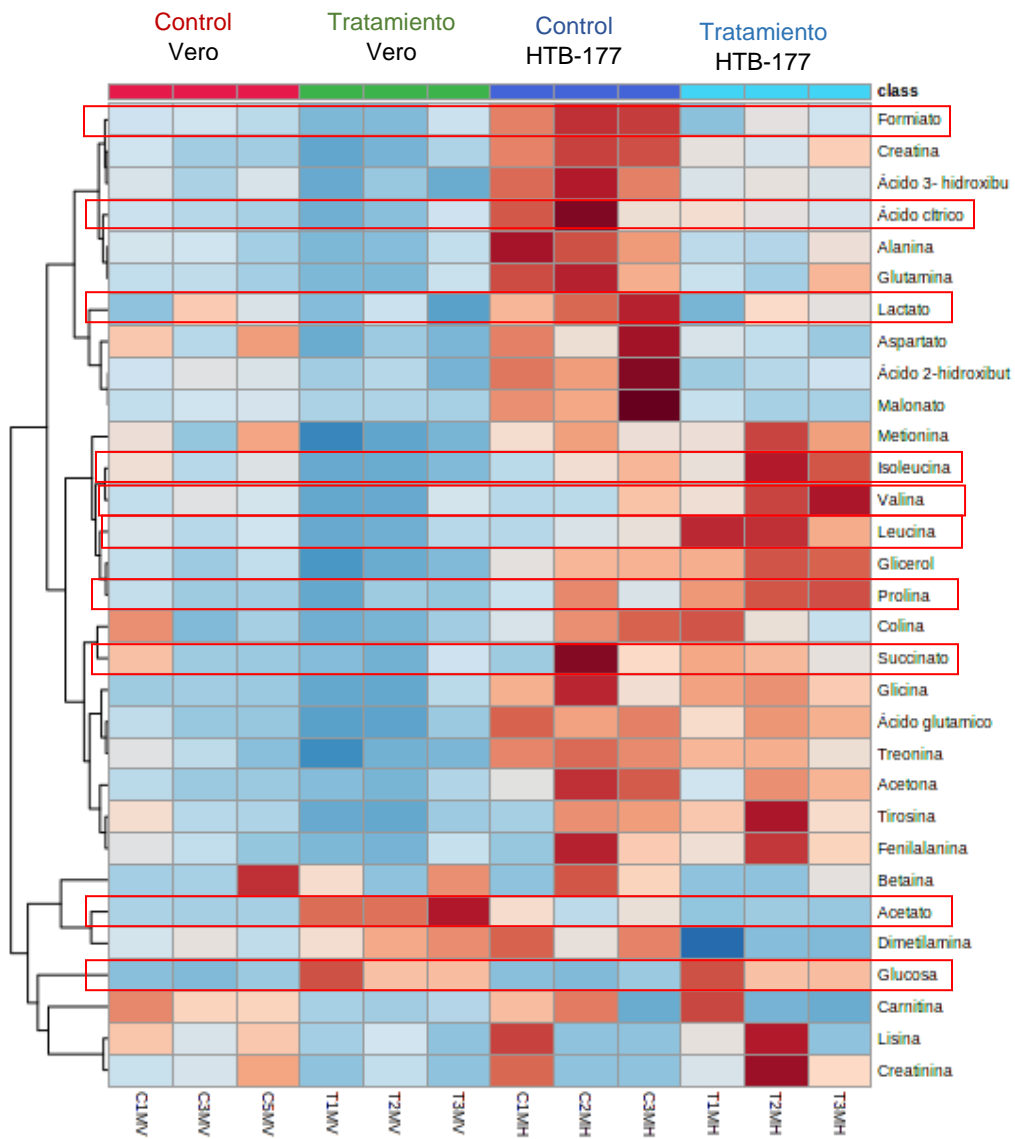 Control
Vero
Tratamiento
Vero
Control
HTB-177
Tratamiento
HTB-177
class
Formiato
Creatina
Ácido 3- hidroxibu
Ácido cítrico
Alanina
Glutamina
Lactato
Aspartato
Ácido 2-hidroxibut
Malonato
Metionina
Isoleucina
Valina
Leucina
Glicerol
Prolina
Colina
Succinato
Glicina
Ácido glutamico
Treonina
Acetona
Tirosina
Fenilalanina
Betaina
Acetato
Dimetilamina
Glucosa
Carnitina
Lisina
Creatinina
C1MV
C3MV
C5MV
T1MV
T2MV
T3MV
C1MH
C2MH
C3MH
T1MH
T2MH
T3MH